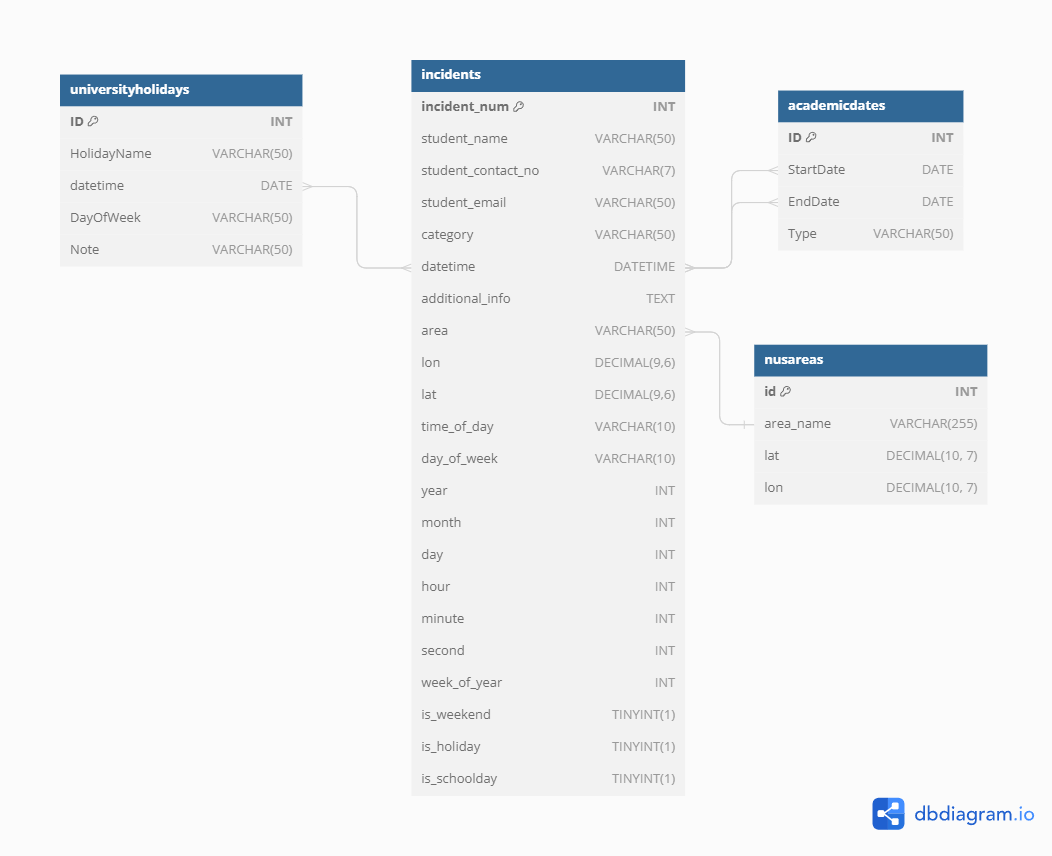 universityholidays
ID INT
HolidayName VARCHAR(50)
datetime DATE
DayOfWeek VARCHAR(50)
Note VARCHAR(50)
incidents
incident_num INT
student_name VARCHAR(50)
student_contact_no VARCHAR(7)
student_email VARCHAR(50)
category VARCHAR(50)
datetime DATETIME
additional_info TEXT
area VARCHAR(50)
lon DECIMAL(9,6)
lat DECIMAL(9,6)
time_of_day VARCHAR(10)
day_of_week VARCHAR(10)
year INT
month INT
day INT
hour INT
minute INT
second INT
week_of_year INT
is_weekend TINYINT(1)
is_holiday TINYINT(1)
is_schoolday TINYINT(1)
academicdates
ID INT
StartDate DATE
EndDate DATE
Type VARCHAR(50)
nusareas
id INT
area_name VARCHAR(255)
lat DECIMAL(10, 7)
lon DECIMAL(10, 7)
dbdiagram.io